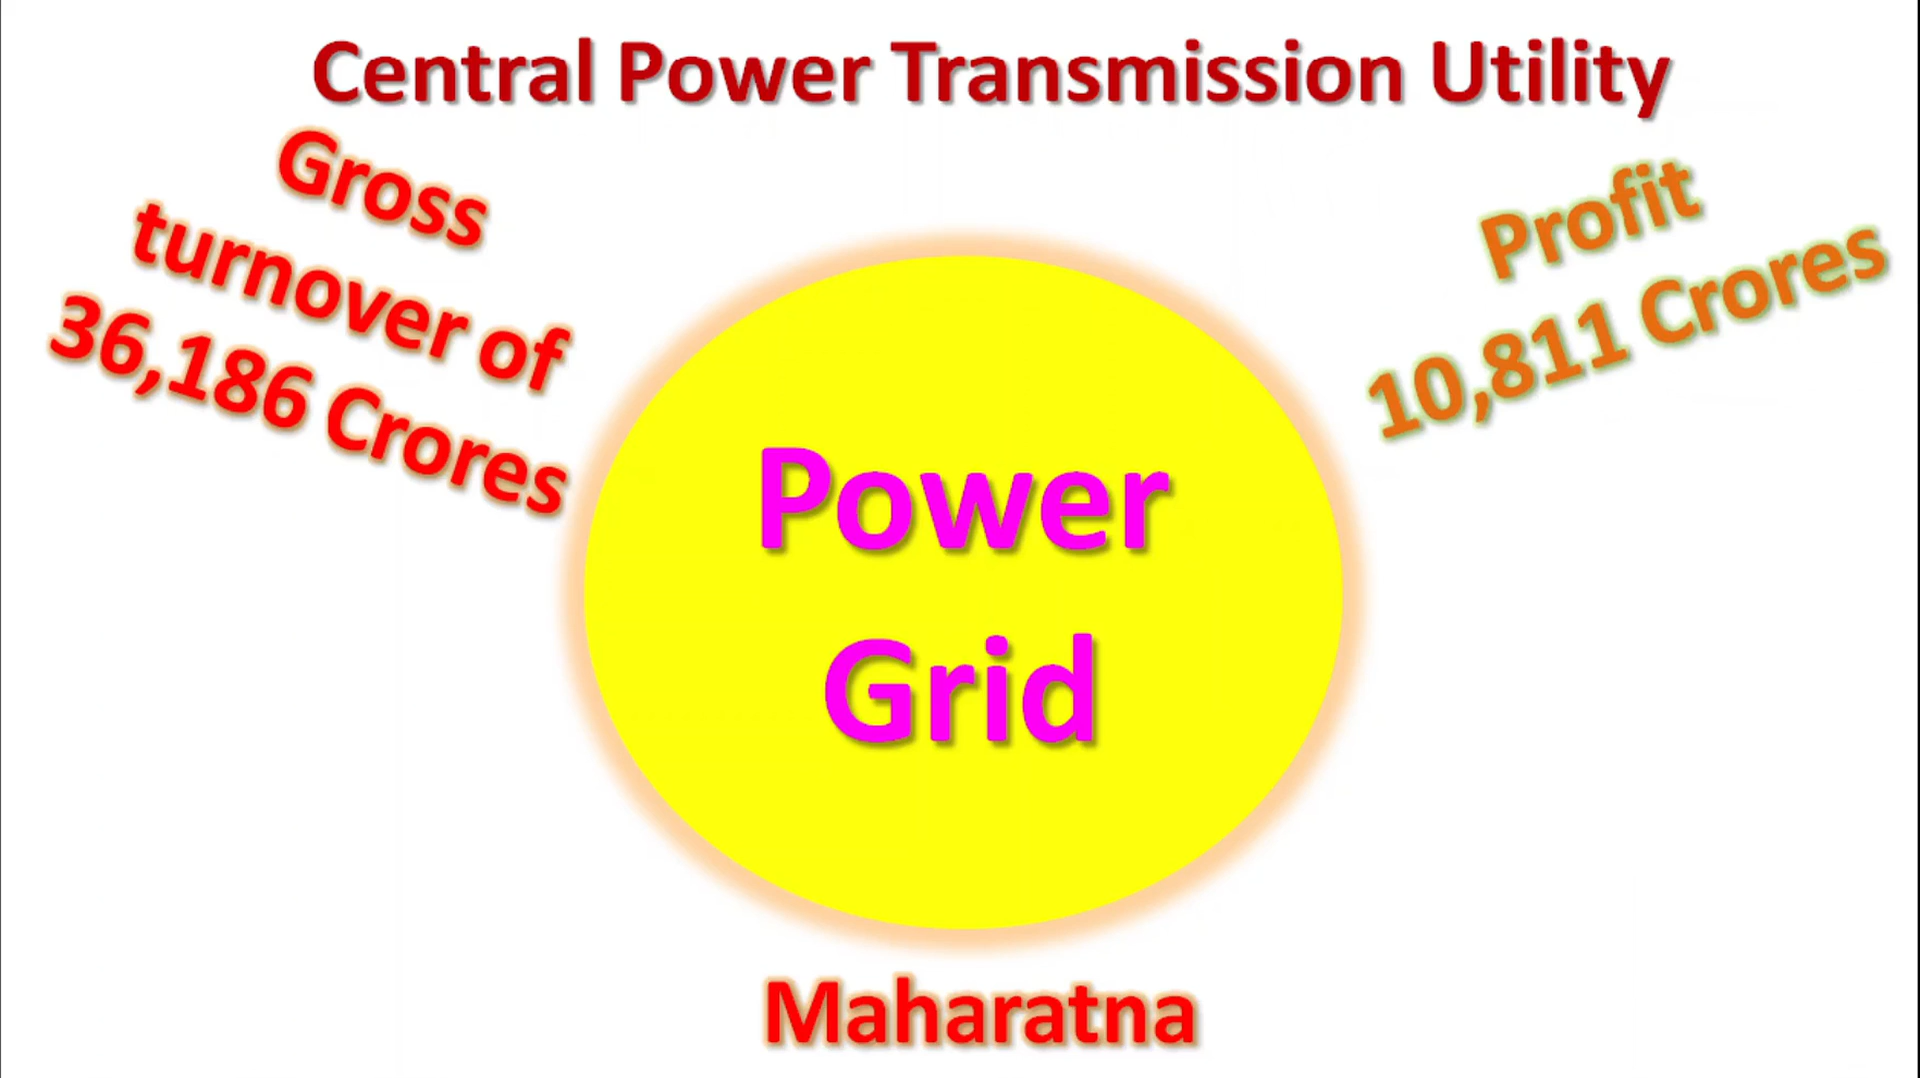 Central Power Transmission Utility
Gross
turnover of
36,186 Crores
Profit
10,811 Crores
Power
Grid
Maharatna